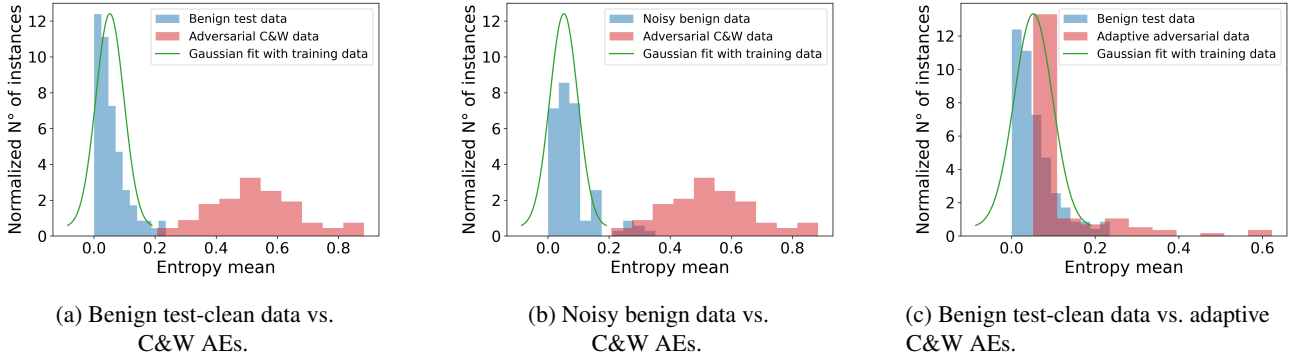 Normalized N° of instances
12
10
8
6
4
2
0
Benign test data
Adversarial C&W data
Gaussian fit with training data
0.0 0.2 0.4 0.6 0.8
Entropy mean
(a) Benign test-clean data vs.
C&W AEs.
Normalized N° of instances
12
10
8
6
4
2
0
Noisy benign data
Adversarial C&W data
Gaussian fit with training data
0.0 0.2 0.4 0.6 0.8
Entropy mean
(b) Noisy benign data vs.
C&W AEs.
Normalized N° of instances
12
10
8
6
4
2
0
Benign test data
Adaptive adversarial data
Gaussian fit with training data
0.0 0.2 0.4 0.6
Entropy mean
(c) Benign test-clean data vs. adaptive
C&W AEs.